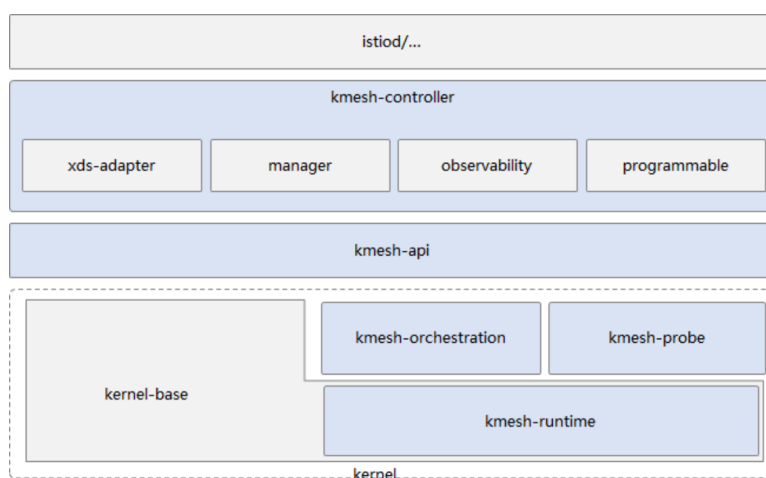 istiod/...
kmesh-controller
xds-adapter
manager
observability
programmable
kmesh-api
kmesh-orchestration
kmesh-probe
kernel-base
kmesh-runtime
kernel